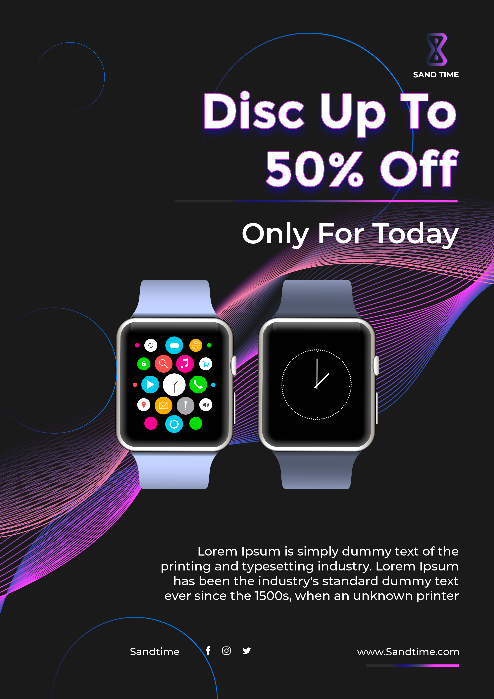 SAND TIME
Disc Up To
50% Off
Only For Today
Lorem Ipsum is simply dummy text of the
printing and typesetting industry. Lorem Ipsum
has been the industry's standard dummy text
ever since the 1500s, when an unknown printer
Sandtime
www.Sandtime.com